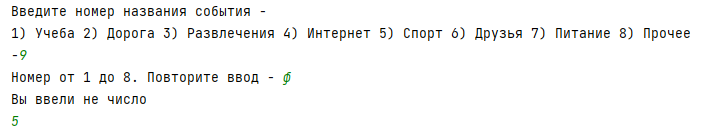 Введите номер названия события -
1) Учеба 2) Дорога 3) Развлечения 4) Интернет 5) Спорт 6) Друзья 7) Питание 8) Прочее
-9
Номер от 1 до 8. Повторите ввод - ф
Вы ввели не число
5